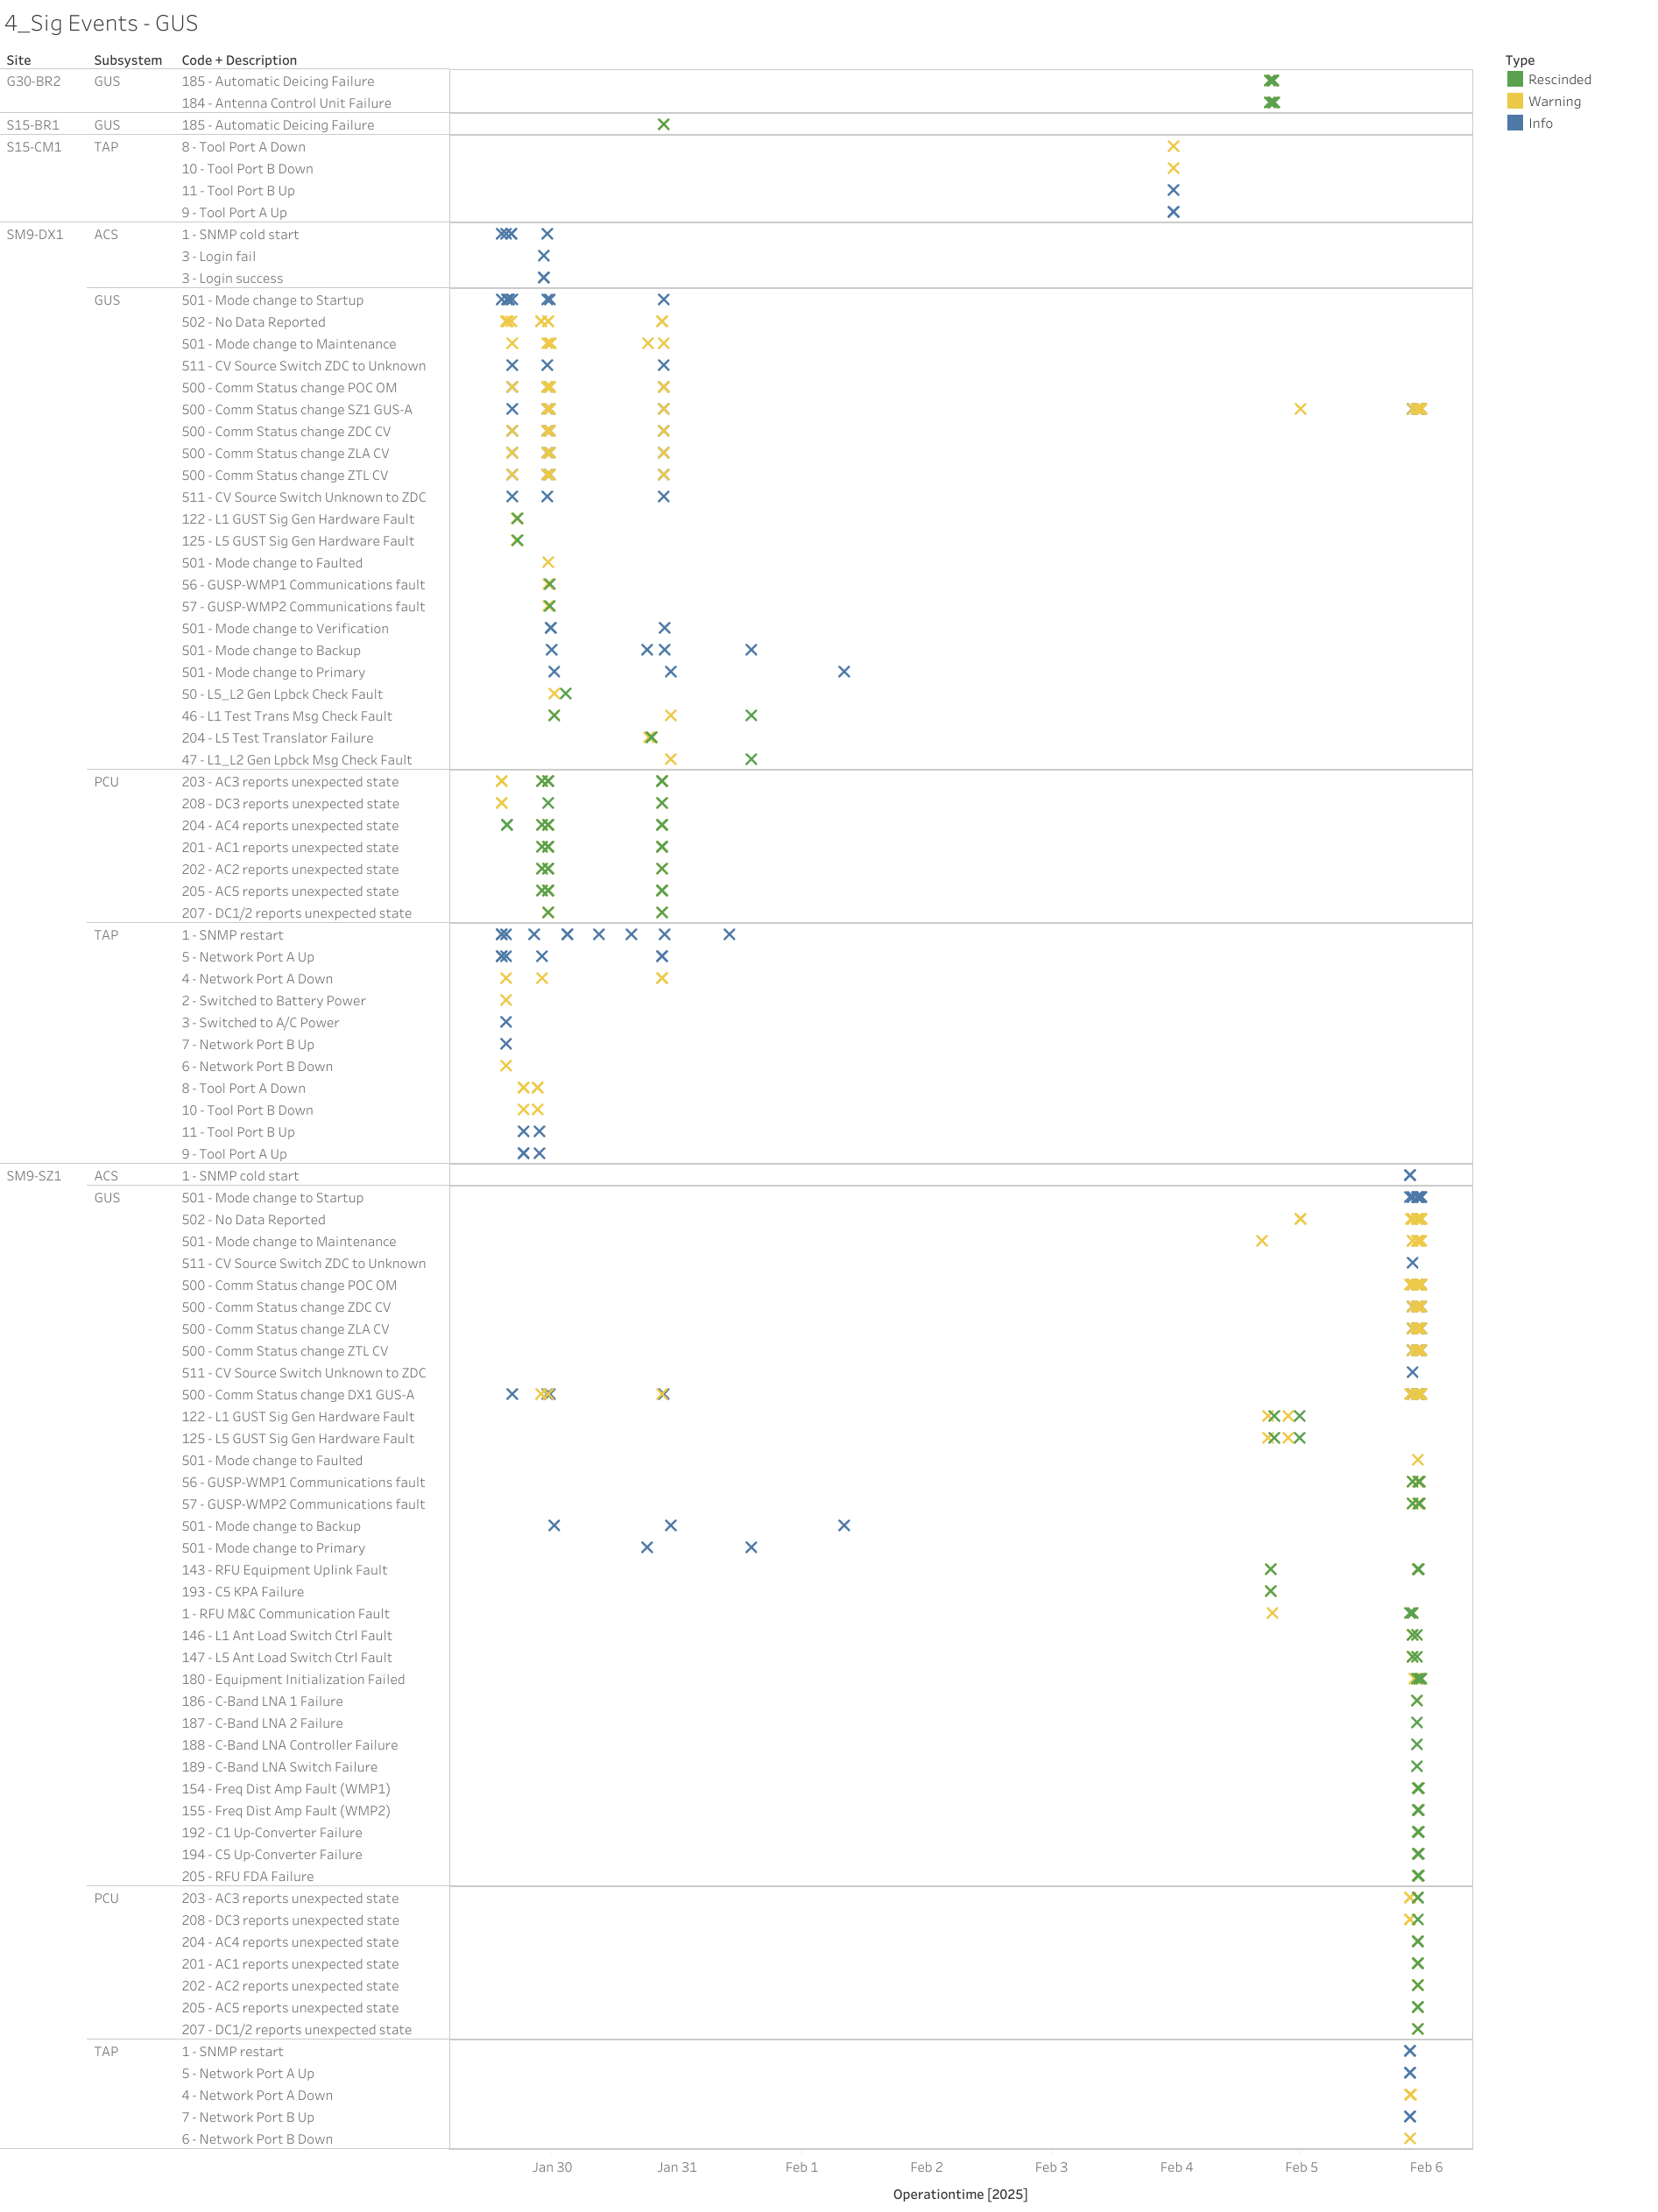 4_Sig Events - GUS
Site Subsystem Code + Description
Type
G30-BR2 GUS 185 - Automatic Deicing Failure
Rescinded
184 - Antenna Control Unit Failure
Warning
S15-BR1 GUS 185 - Automatic Deicing Failure
Info
S15-CM1 TAP 8 - Tool Port A Down
10 - Tool Port B Down
11 - Tool Port B Up
9 - Tool Port A Up
SM9-DX1 ACS 1 - SNMP cold start
3 - Login fail
3 - Login success
GUS 501 - Mode change to Startup
502 - No Data Reported
501 - Mode change to Maintenance
511 - CV Source Switch ZDC to Unknown
500 - Comm Status change POC OM
500 - Comm Status change SZ1 GUS-A
500 - Comm Status change ZDC CV
500 - Comm Status change ZLA CV
500 - Comm Status change ZTL CV
511 - CV Source Switch Unknown to ZDC
122 - L1 GUST Sig Gen Hardware Fault
125 - L5 GUST Sig Gen Hardware Fault
501 - Mode change to Faulted
56 - GUSP-WMP1 Communications fault
57 - GUSP-WMP2 Communications fault
501 - Mode change to Verification
501 - Mode change to Backup
501 - Mode change to Primary
50 - L5_L2 Gen Lpbck Check Fault
46 - L1 Test Trans Msg Check Fault
204 - L5 Test Translator Failure
47 - L1_L2 Gen Lpbck Msg Check Fault
PCU 203 - AC3 reports unexpected state
208 - DC3 reports unexpected state
204 - AC4 reports unexpected state
201 - AC1 reports unexpected state
202 - AC2 reports unexpected state
205 - AC5 reports unexpected state
207 - DC1/2 reports unexpected state
TAP 1 - SNMP restart
5 - Network Port A Up
4 - Network Port A Down
2 - Switched to Battery Power
3 - Switched to A/C Power
7 - Network Port B Up
6 - Network Port B Down
8 - Tool Port A Down
10 - Tool Port B Down
11 - Tool Port B Up
9 - Tool Port A Up
SM9-SZ1 ACS 1 - SNMP cold start
GUS 501 - Mode change to Startup
502 - No Data Reported
501 - Mode change to Maintenance
511 - CV Source Switch ZDC to Unknown
500 - Comm Status change POC OM
500 - Comm Status change ZDC CV
500 - Comm Status change ZLA CV
500 - Comm Status change ZTL CV
511 - CV Source Switch Unknown to ZDC
500 - Comm Status change DX1 GUS-A
122 - L1 GUST Sig Gen Hardware Fault
125 - L5 GUST Sig Gen Hardware Fault
501 - Mode change to Faulted
56 - GUSP-WMP1 Communications fault
57 - GUSP-WMP2 Communications fault
501 - Mode change to Backup
501 - Mode change to Primary
143 - RFU Equipment Uplink Fault
193 - C5 KPA Failure
1 - RFU M&C Communication Fault
146 - L1 Ant Load Switch Ctrl Fault
147 - L5 Ant Load Switch Ctrl Fault
180 - Equipment Initialization Failed
186 - C-Band LNA 1 Failure
187 - C-Band LNA 2 Failure
188 - C-Band LNA Controller Failure
189 - C-Band LNA Switch Failure
154 - Freq Dist Amp Fault (WMP1)
155 - Freq Dist Amp Fault (WMP2)
192 - C1 Up-Converter Failure
194 - C5 Up-Converter Failure
205 - RFU FDA Failure
PCU 203 - AC3 reports unexpected state
208 - DC3 reports unexpected state
204 - AC4 reports unexpected state
201 - AC1 reports unexpected state
202 - AC2 reports unexpected state
205 - AC5 reports unexpected state
207 - DC1/2 reports unexpected state
TAP 1 - SNMP restart
5 - Network Port A Up
4 - Network Port A Down
7 - Network Port B Up
6 - Network Port B Down
Jan 30 Jan 31 Feb 1 Feb 2 Feb 3 Feb 4 Feb 5 Feb 6
Operationtime [2025]